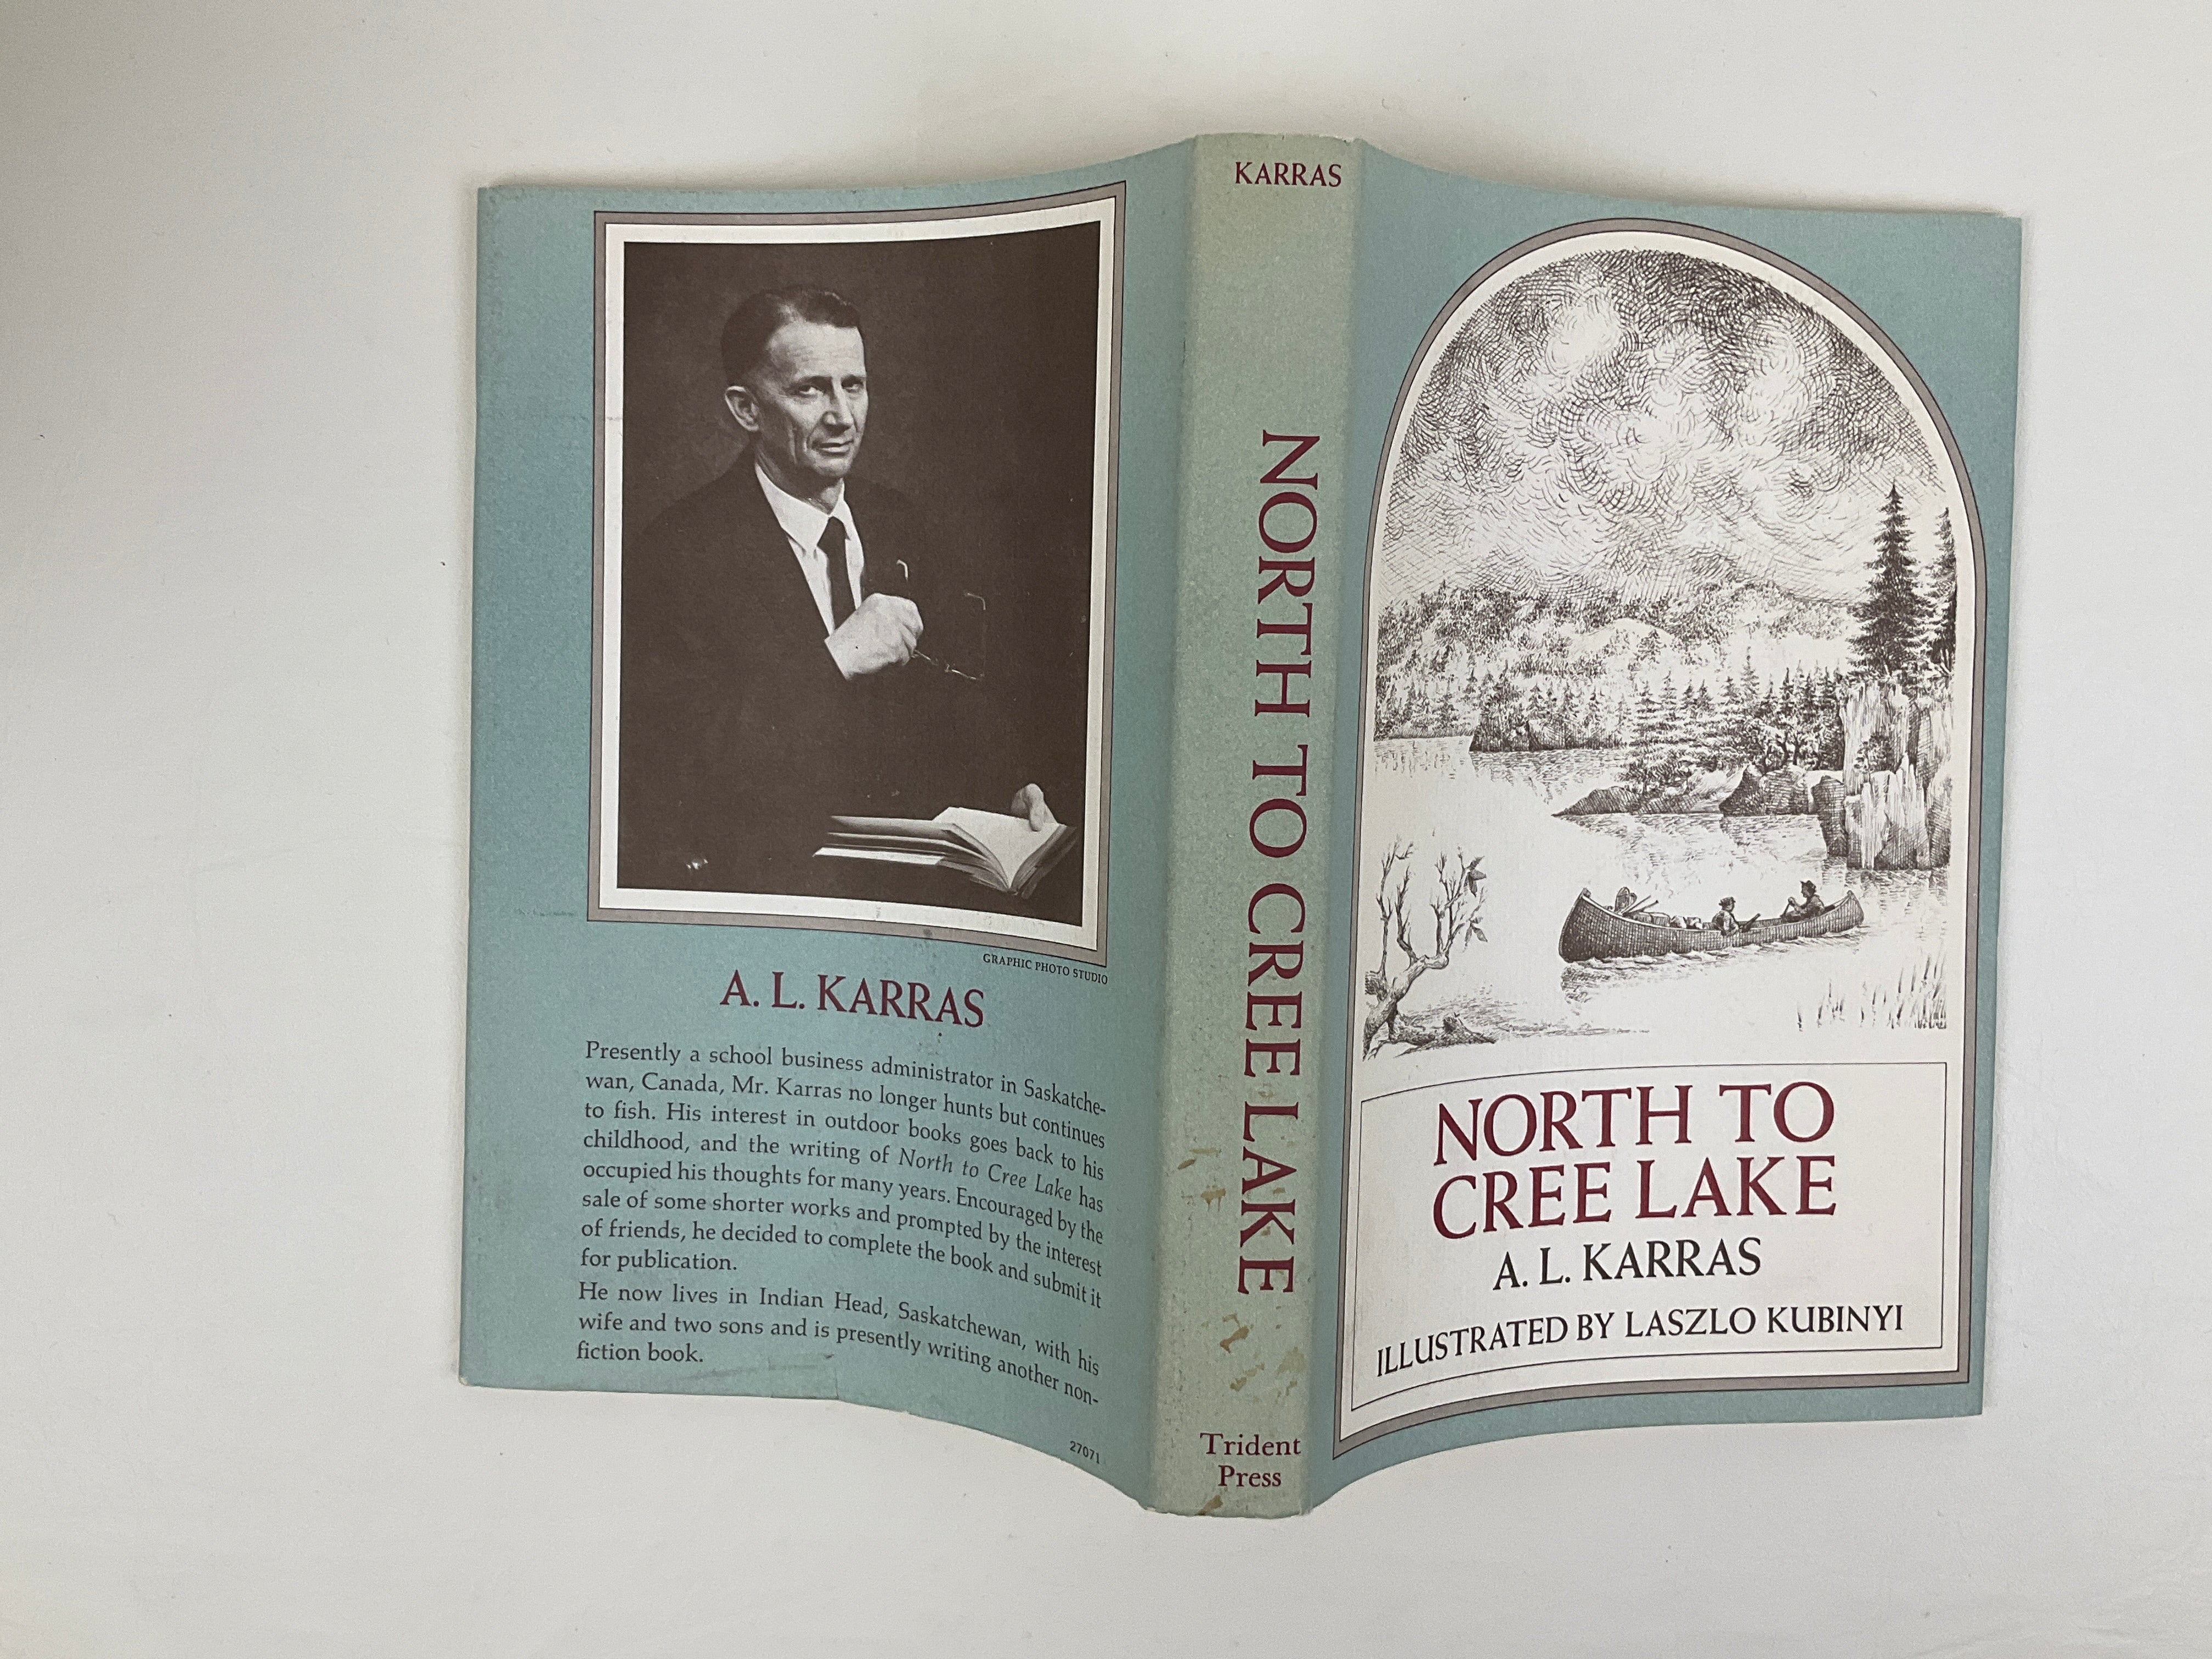 GRAPHIC PHOTO STUDIO
A. L. KARRAS
Presently a school business administrator in Saskatche-
wan, Canada, Mr. Karras no longer hunts but continues
to fish. His interest in outdoor books goes back to his
childhood, and the writing of North to Cree Lake has
occupied his thoughts for many years. Encouraged by the
sale of some shorter works and prompted by the interest
of friends, he decided to complete the book and submit it
for publication.
He now lives in Indian Head, Saskatchewan, with his
wife and two sons and is presently writing another non-
fiction book.
27071
KARRAS
NORTH TO CREE LAKE
Trident
Press
NORTH TO
CREE LAKE
A. L. KARRAS
ILLUSTRATED BY LASZLO KUBINYI